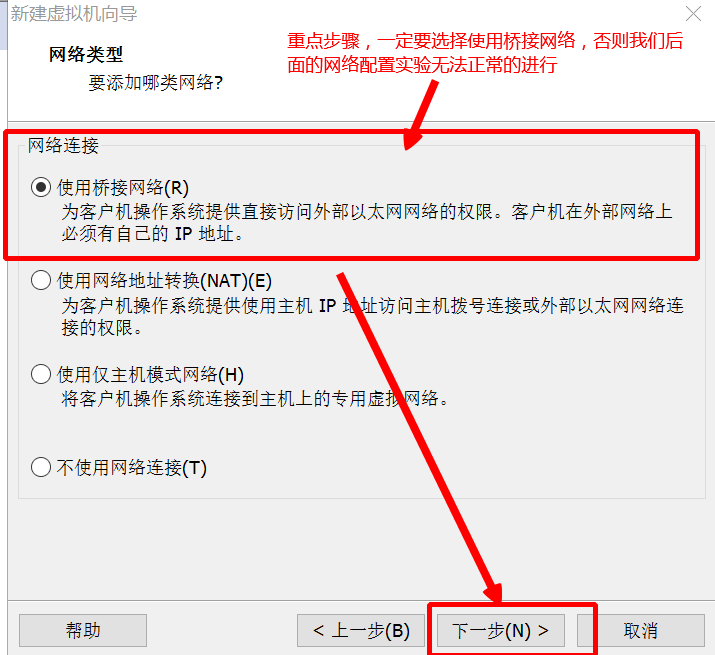 新建虚拟机向导
网络类型
要添加哪类网络?
重点步骤，一定要选择使用桥接网络，否则我们后
面的网络配置实验无法正常的进行
网络连接
使用桥接网络(R)
为客户机操作系统提供直接访问外部以太网网络的权限。客户机在外部网络上
必须有自己的 IP 地址。
使用网络地址转换(NAT)(E)
为客户机操作系统提供使用主机 IP 地址访问主机拨号连接或外部以太网网络连
接的权限。
使用仅主机模式网络(H)
将客户机操作系统连接到主机上的专用虚拟网络。
不使用网络连接(T)
帮助
< 上一步(B)
下一步(N) >
取消